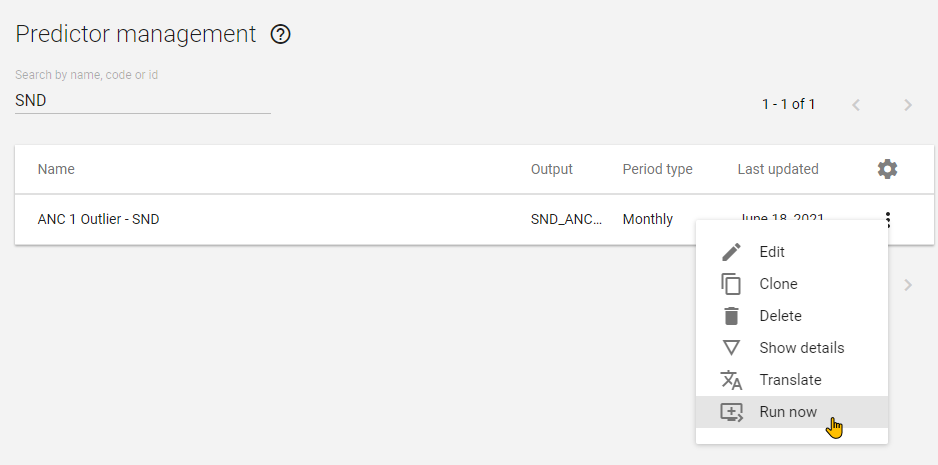 Predictor management
Search by name, code or id
SND
1 - 1 of 1
Name Output Period type Last updated
ANC 1 Outlier - SND SND_ANC... Monthly June 18, 2021
Edit
Clone
Delete
Show details
Translate
Run now